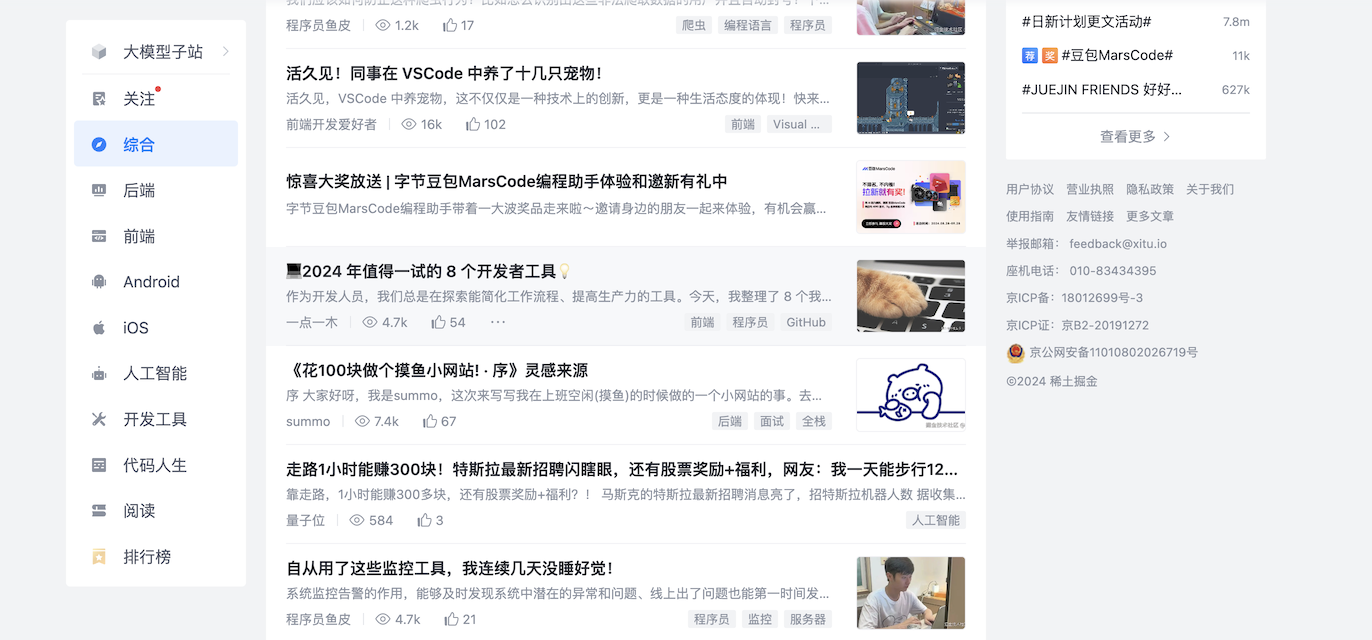 大模型子站
关注
综合
后端
前端
Android
iOS
人工智能
开发工具
代码人生
阅读
排行榜
程序员鱼皮 1.2k 17 爬虫 编程语言 程序员
活久见！同事在 VSCode 中养了十几只宠物！
活久见，VSCode 中养宠物，这不仅仅是一种技术上的创新，更是一种生活态度的体现！快来...
前端开发爱好者 16k 102 前端 Visual ...
惊喜大奖放送 | 字节豆包MarsCode编程助手体验和邀新有礼中
字节豆包MarsCode编程助手带着一大波奖品走来啦～邀请身边的朋友一起来体验，有机会赢...
豆包MarsCode
💻2024 年值得一试的 8 个开发者工具💡
作为开发人员，我们总是在探索能简化工作流程、提高生产力的工具。今天，我整理了 8 个我...
一点一木 4.7k 54 ··· 前端 程序员 GitHub
《花100块做个摸鱼小网站! · 序》灵感来源
序 大家好呀，我是summo，这次来写写我在上班空闲(摸鱼)的时候做的一个小网站的事。去...
summo 7.4k 67 后端 面试 全栈
走路1小时能赚300块！特斯拉最新招聘闪瞎眼，还有股票奖励+福利，网友：我一天能步行12...
靠走路，1小时能赚300多块，还有股票奖励+福利？！ 马斯克的特斯拉最新招聘消息亮了，招特斯拉机器人数 据收集...
量子位 584 3 人工智能
自从用了这些监控工具，我连续几天没睡好觉！
系统监控告警的作用，能够及时发现系统中潜在的异常和问题、线上出了问题也能第一时间发...
程序员鱼皮 4.7k 21 程序员 监控 服务器
#日新计划更文活动# 7.8m
荐 奖 #豆包MarsCode# 11k
#JUEJIN FRIENDS 好好... 627k
查看更多
用户协议 营业执照 隐私政策 关于我们
使用指南 友情链接 更多文章
举报邮箱： feedback@xitu.io
座机电话： 010-83434395
京ICP备：18012699号-3
京ICP证：京B2-20191272
京公网安备11010802026719号
©2024 稀土掘金